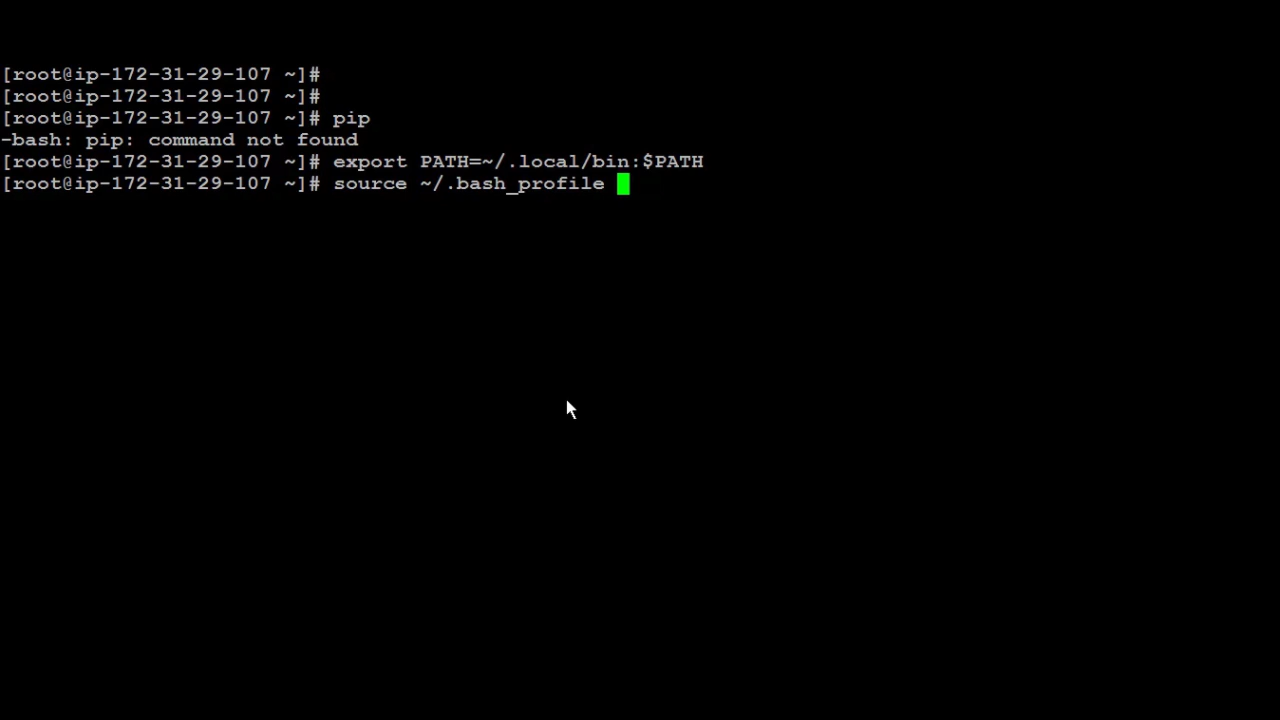 [root@ip-172-31-29-107 ~]#
[root@ip-172-31-29-107 ~]#
[root@ip-172-31-29-107 ~]# pip
-bash: pip: command not found
[root@ip-172-31-29-107 ~]# export PATH=~/.local/bin:$PATH
[root@ip-172-31-29-107 ~]# source ~/.bash_profile